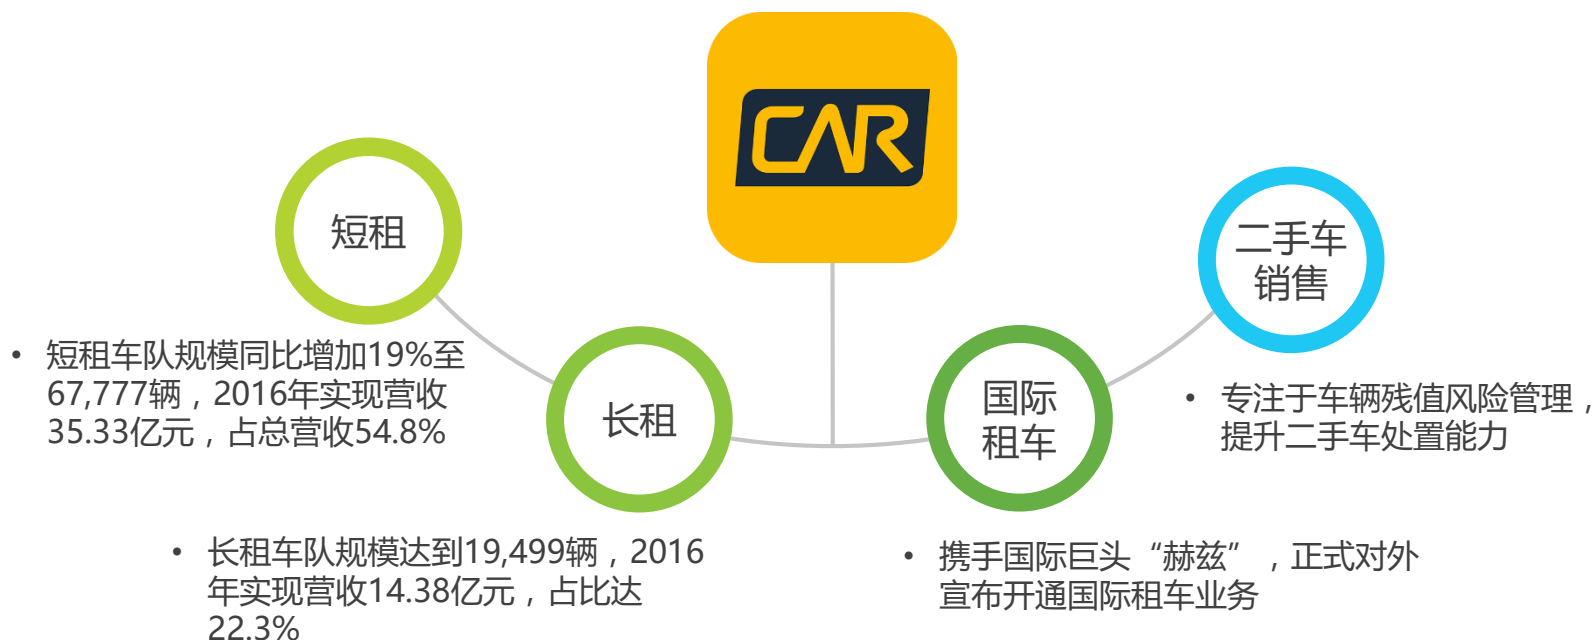 CAR
短租
• 短租车队规模同比增加19%至
67,777辆，2016年实现营收
35.33亿元，占总营收54.8%
长租
• 长租车队规模达到19,499辆，2016
年实现营收14.38亿元，占比达
22.3%
国际
租车
• 携手国际巨头“赫兹”，正式对外
宣布开通国际租车业务
二手车
销售
• 专注于车辆残值风险管理，
提升二手车处置能力